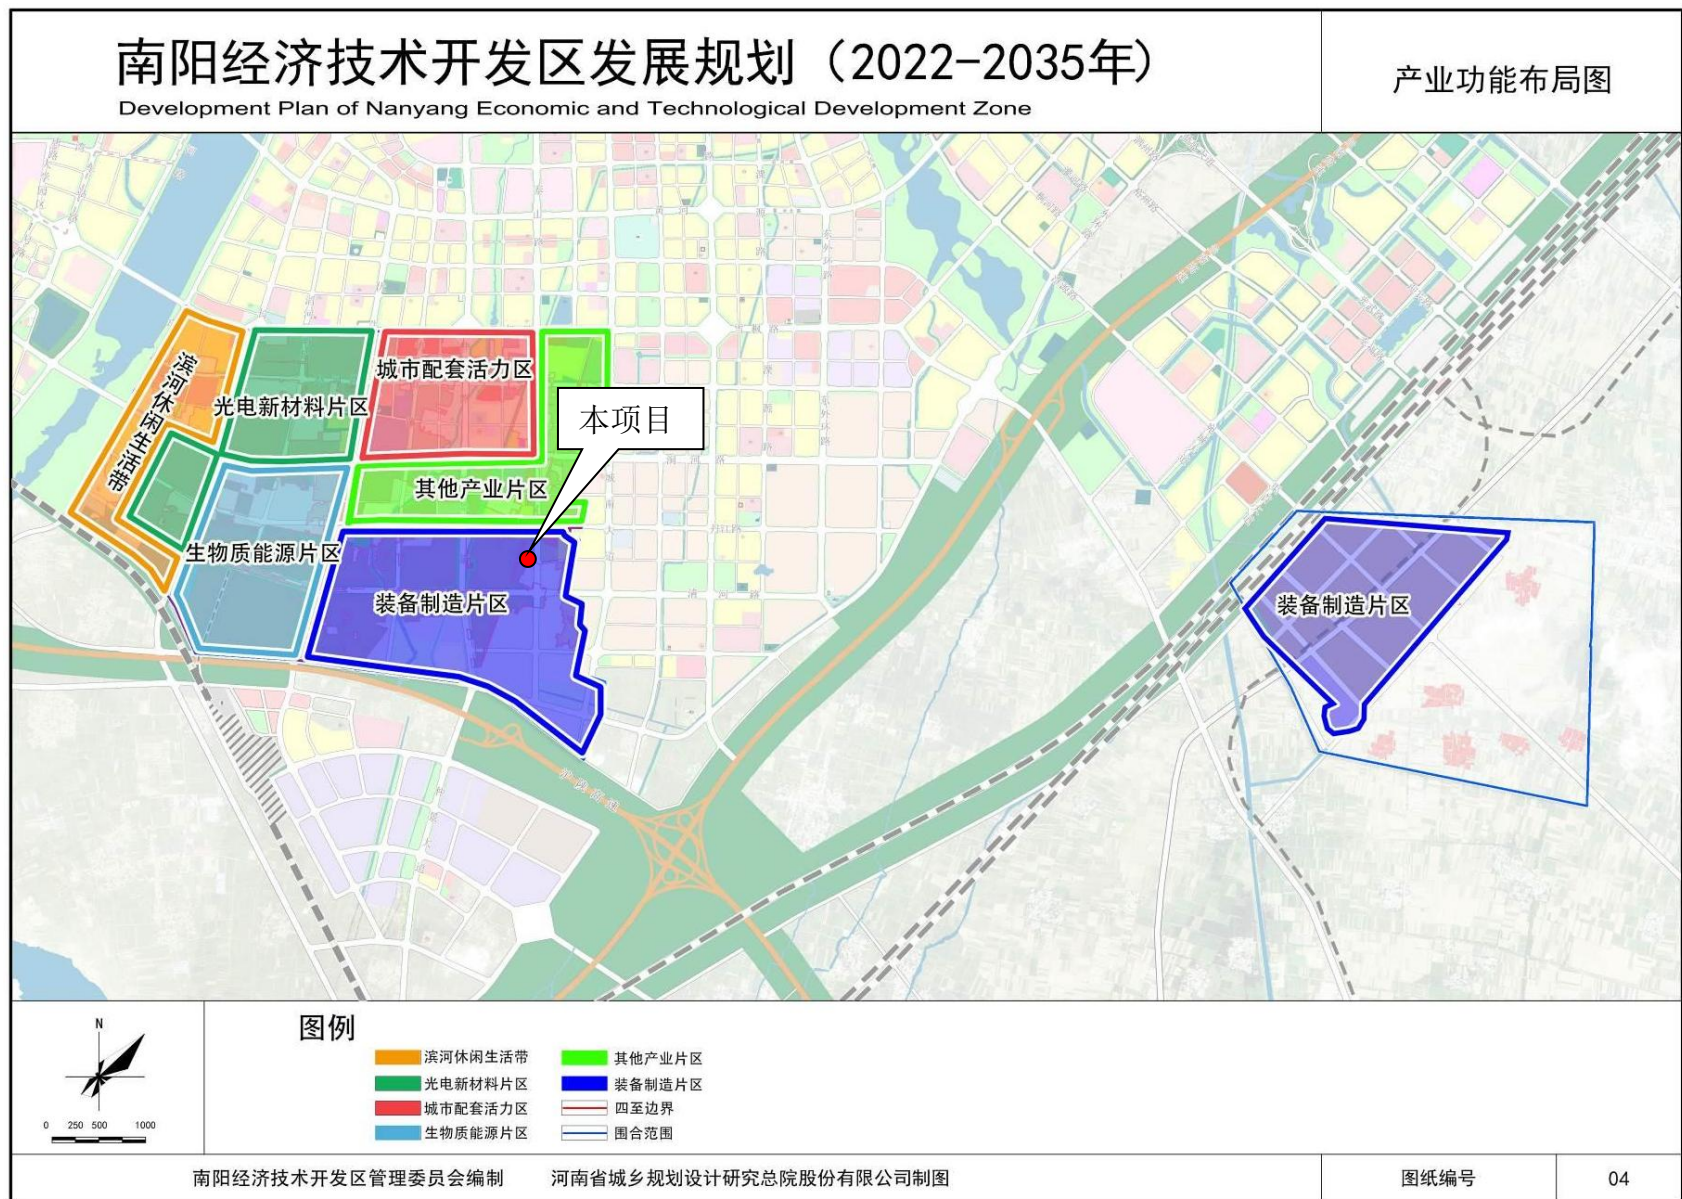 南阳经济技术开发区发展规划（2022-2035年）
Development Plan of Nanyang Economic and Technological Development Zone
产业功能布局图
滨河休闲生活带
光电新材料片区
城市配套活力区
本项目
其他产业片区
生物质能源片区
装备制造片区
装备制造片区
沪陕高速
N
0 250 500 1000
图例
滨河休闲生活带
光电新材料片区
城市配套活力区
生物质能源片区
其他产业片区
装备制造片区
四至边界
围合范围
南阳经济技术开发区管理委员会编制
河南省城乡规划设计研究总院股份有限公司制图
图纸编号
04